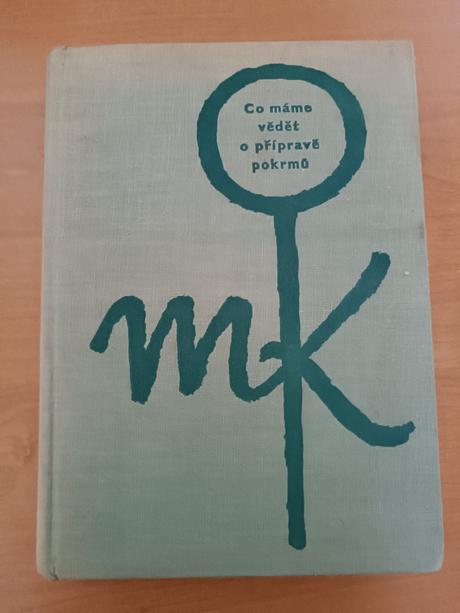 Co máme
vědět
o přípravě
pokrmů
mk